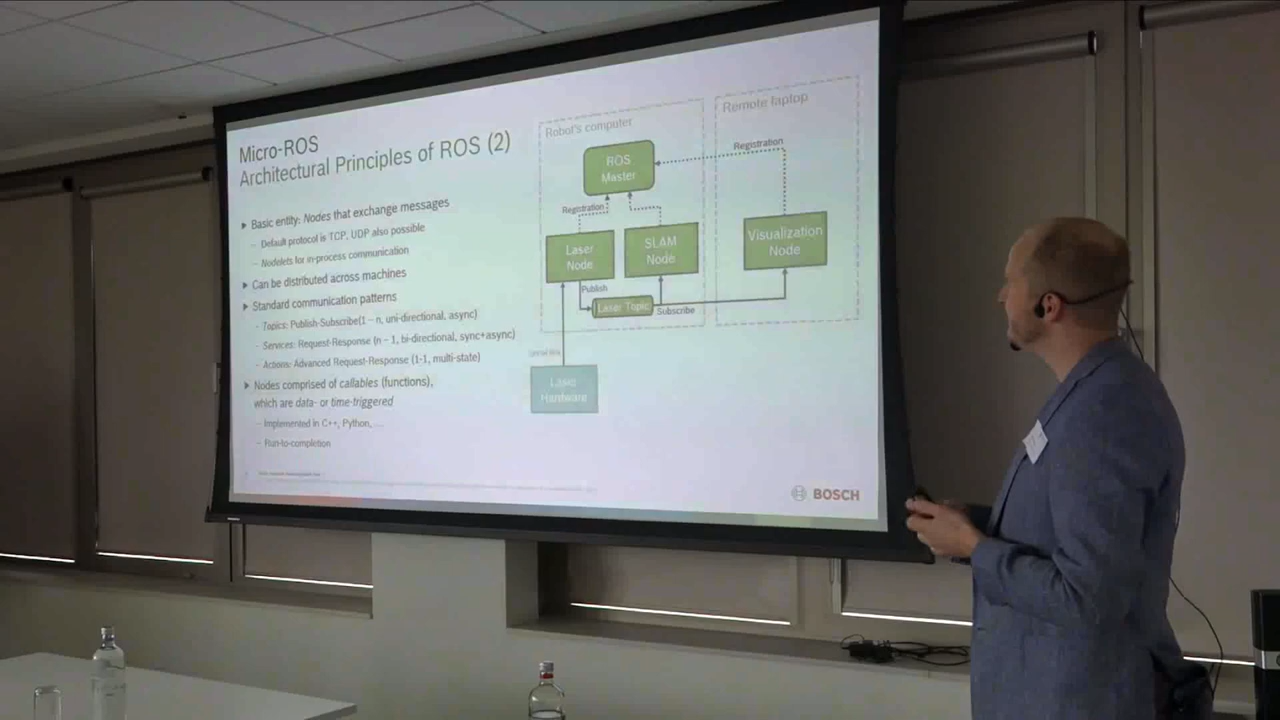 Micro-ROS
Architectural Principles of ROS (2)
Basic entity: Nodes that exchange messages
– Default protocol is TCP, UDP also possible
– Nodelets for in-process communication
Can be distributed across machines
Standard communication patterns
– Topics: Publish-Subscribe(1 – n, uni-directional, async)
– Services: Request-Response (n – 1, bi-directional, sync+async)
– Actions: Advanced Request-Response (1-1, multi-state)
Nodes comprised of callables (functions),
which are data- or time-triggered
– Implemented in C++, Python, ...
– Run-to-completion
Robot's computer
Remote laptop
ROS
Master
Registration
Registration
Laser
Node
SLAM
Node
Visualization
Node
Publish
Laser Topic
Subscribe
Laser
Hardware
BOSCH